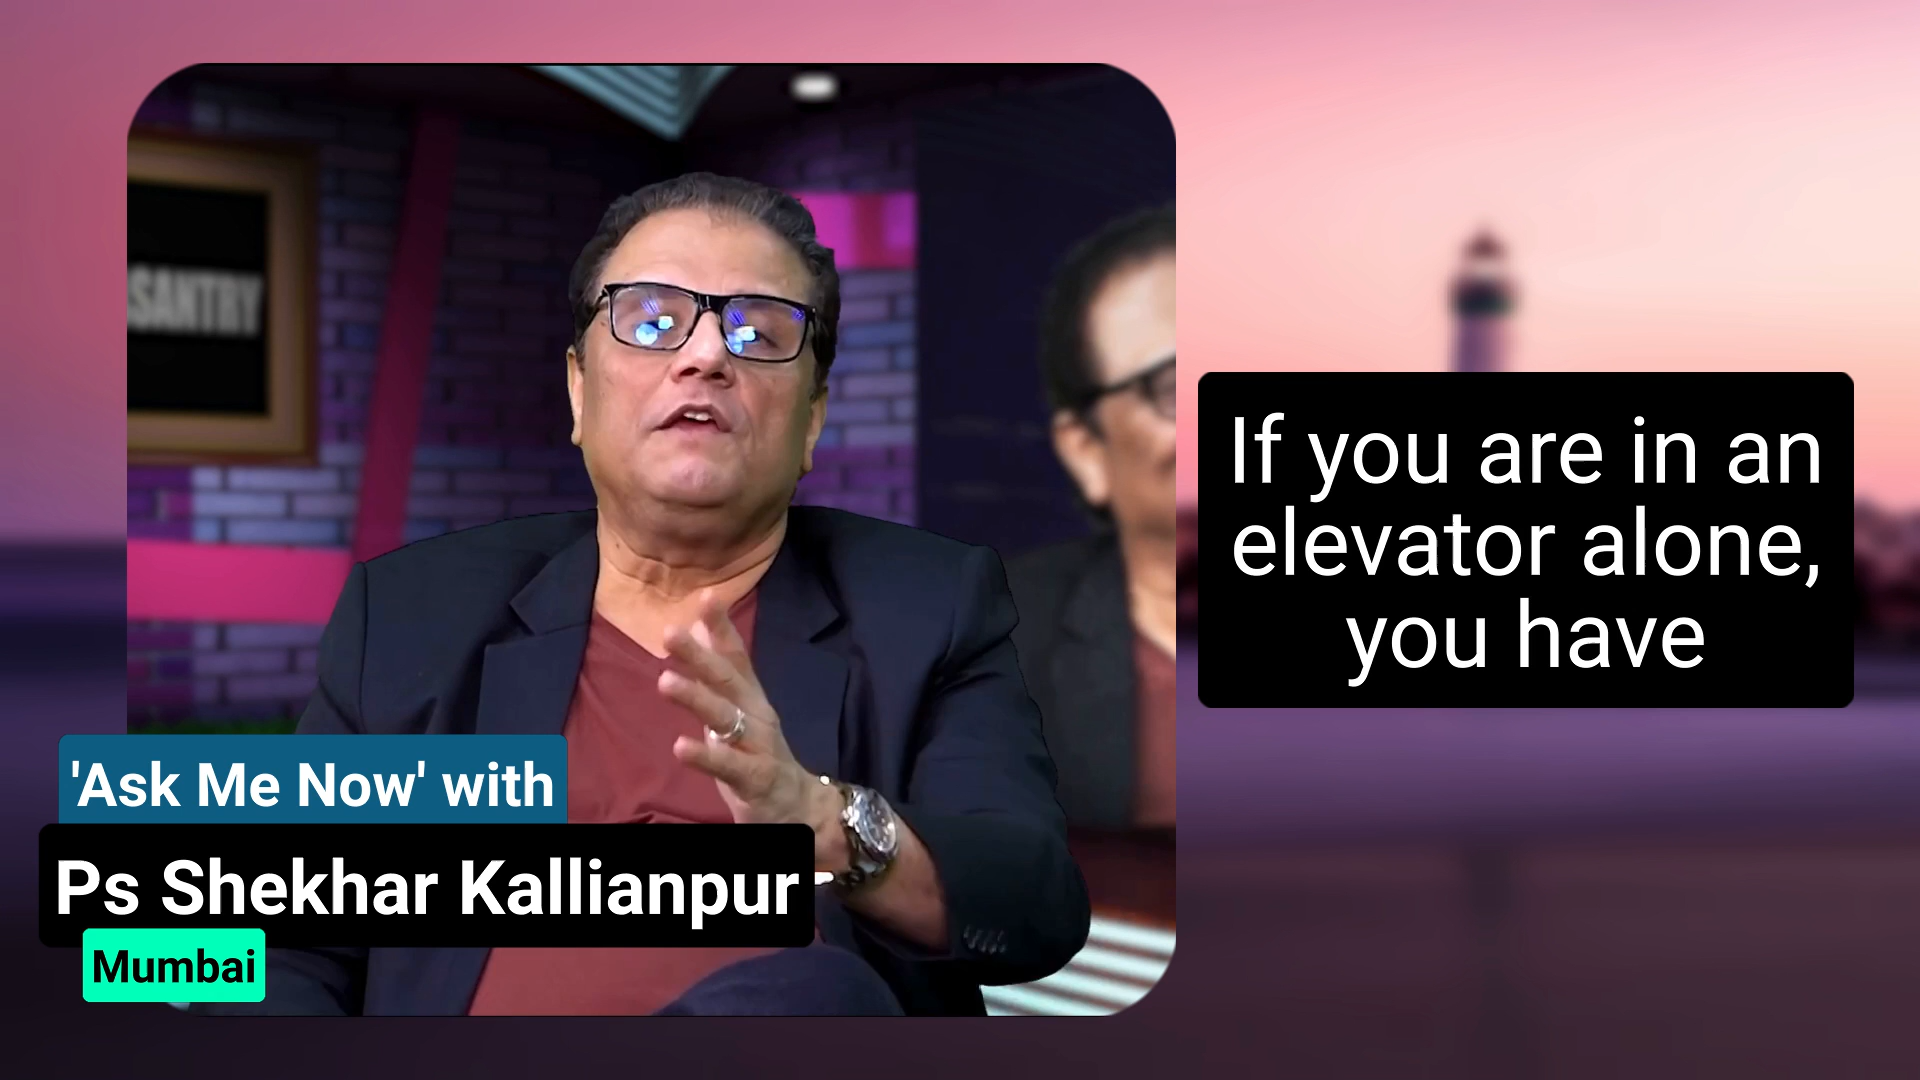 SANTRY
'Ask Me Now' with
Ps Shekhar Kallianpur
Mumbai
If you are in an
elevator alone,
you have